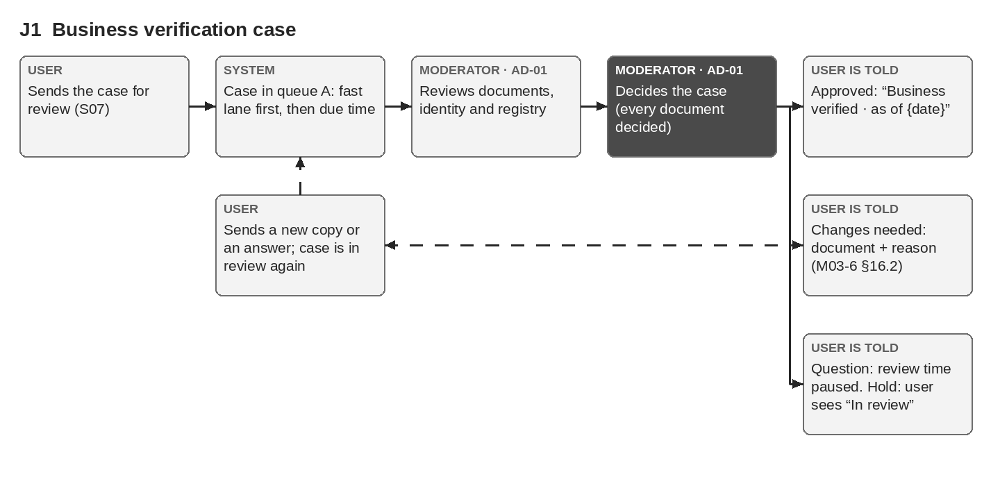 J1  Business verification case
USER
Sends the case for
review (S07)
SYSTEM
Case in queue A: fast
lane first, then due time
MODERATOR · AD-01
Reviews documents,
identity and registry
MODERATOR · AD-01
Decides the case
(every document
decided)
USER IS TOLD
Approved: “Business
verified · as of {date}”
USER
Sends a new copy or
an answer; case is in
review again
USER IS TOLD
Changes needed:
document + reason
(M03-6 §16.2)
USER IS TOLD
Question: review time
paused. Hold: user
sees “In review”